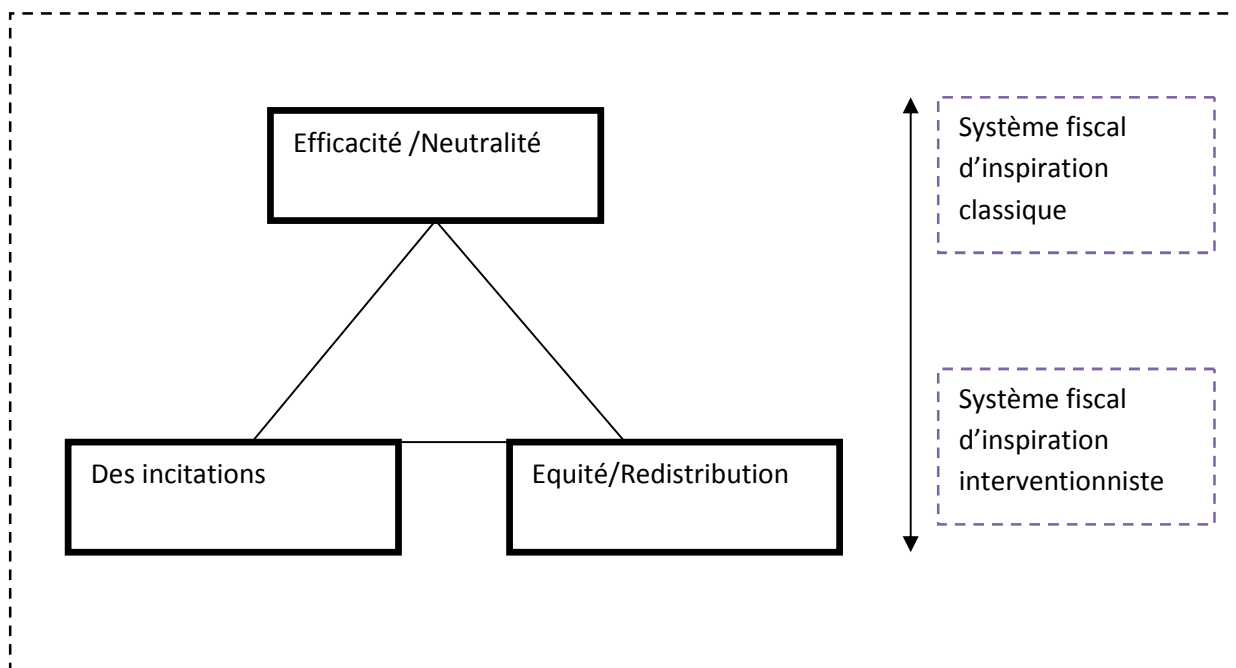 Efficacité /Neutralité
Système fiscal
d’inspiration
classique
Système fiscal
d’inspiration
interventionniste
Des incitations
Equité/Redistribution